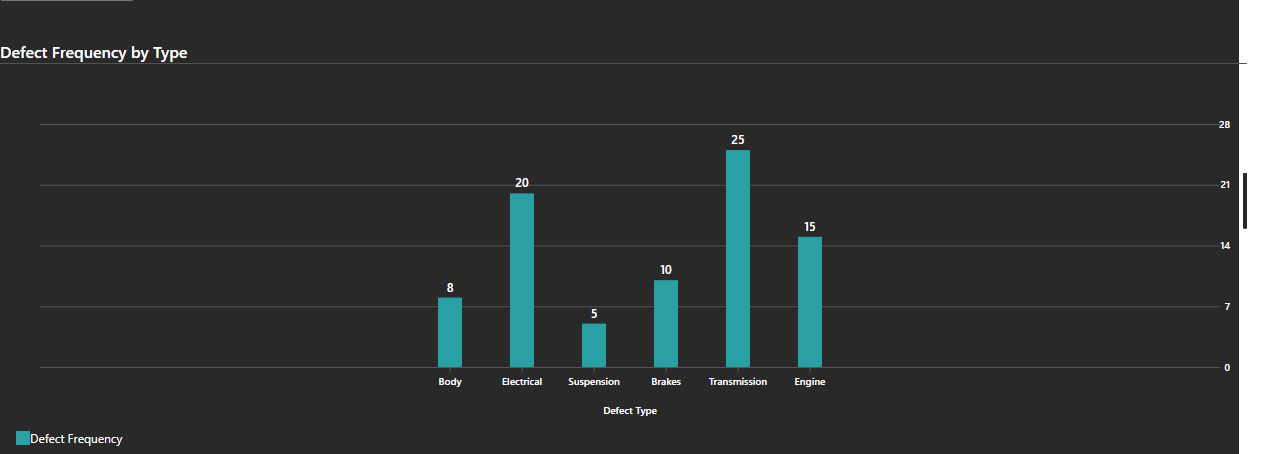 Defect Frequency by Type
28
25
21
20
15
14
10
8
7
5
0
Body Electrical Suspension Brakes Transmission Engine
Defect Type
Defect Frequency